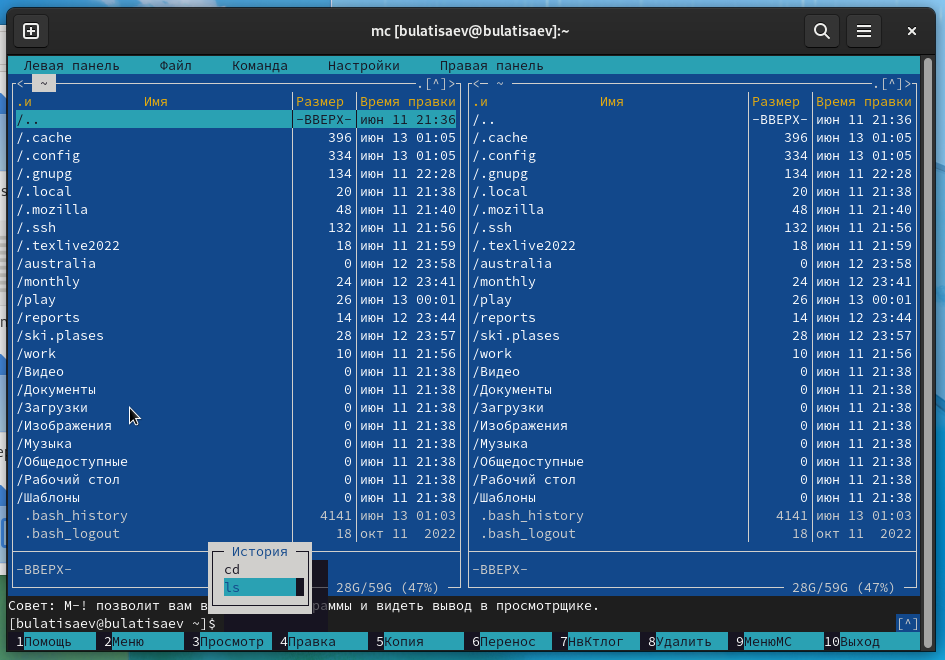 mc [bulatisaev@bulatisaev]:~
Левая панель Файл Команда Настройки Правая панель
<— ~ .[^]> <— ~ .[^]>
.и Имя Размер Время правки .и Имя Размер Время правки
/.. -ВВЕРХ- июн 11 21:36 /.. -ВВЕРХ- июн 11 21:36
/.cache 396 июн 13 01:05 /.cache 396 июн 13 01:05
/.config 334 июн 13 01:05 /.config 334 июн 13 01:05
/.gnupg 134 июн 11 22:28 /.gnupg 134 июн 11 22:28
/.local 20 июн 11 21:38 /.local 20 июн 11 21:38
/.mozilla 48 июн 11 21:40 /.mozilla 48 июн 11 21:40
/.ssh 132 июн 11 21:56 /.ssh 132 июн 11 21:56
/.texlive2022 18 июн 11 21:59 /.texlive2022 18 июн 11 21:59
/australia 0 июн 12 23:58 /australia 0 июн 12 23:58
/monthly 24 июн 12 23:41 /monthly 24 июн 12 23:41
/play 26 июн 13 00:01 /play 26 июн 13 00:01
/reports 14 июн 12 23:44 /reports 14 июн 12 23:44
/ski.plases 28 июн 12 23:57 /ski.plases 28 июн 12 23:57
/work 10 июн 11 21:56 /work 10 июн 11 21:56
/Видео 0 июн 11 21:38 /Видео 0 июн 11 21:38
/Документы 0 июн 11 21:38 /Документы 0 июн 11 21:38
/Загрузки 0 июн 11 21:38 /Загрузки 0 июн 11 21:38
/Изображения 0 июн 11 21:38 /Изображения 0 июн 11 21:38
/Музыка 0 июн 11 21:38 /Музыка 0 июн 11 21:38
/Общедоступные 0 июн 11 21:38 /Общедоступные 0 июн 11 21:38
/Рабочий стол 0 июн 11 21:38 /Рабочий стол 0 июн 11 21:38
/Шаблоны 0 июн 11 21:38 /Шаблоны 0 июн 11 21:38
.bash_history 4141 июн 13 01:03 .bash_history 4141 июн 13 01:03
.bash_logout 18 окт 11 2022 .bash_logout 18 окт 11 2022
История
cd
ls
-ВВЕРХ- -ВВЕРХ-
28G/59G (47%) 28G/59G (47%)
Совет: M-! позволит вам в раммы и видеть вывод в просмотрщике.
[bulatisaev@bulatisaev ~]$ [^]
1Помощь 2Меню 3Просмотр 4Правка 5Копия 6Перенос 7НвКтлог 8Удалить 9МенюMC 10Выход